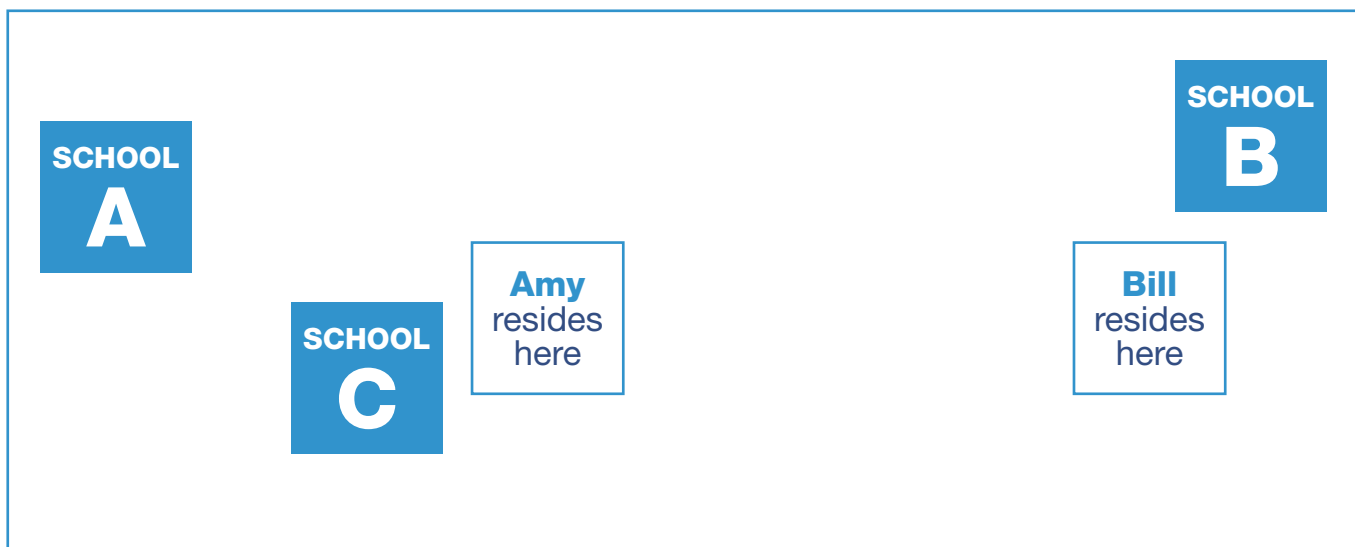 SCHOOL
A
SCHOOL
C
Amy
resides
here
SCHOOL
B
Bill
resides
here